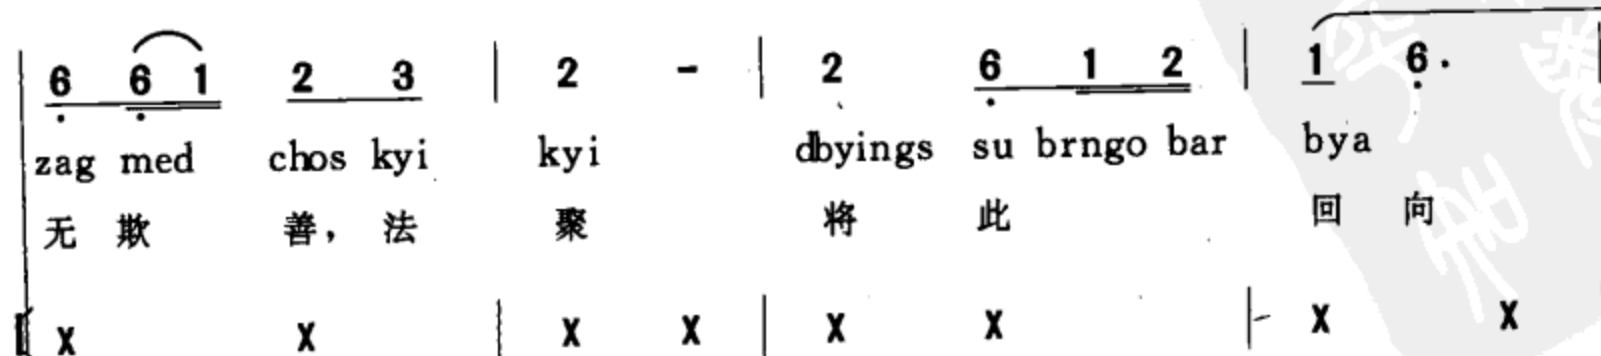 6 6 1 2 3 | 2 - | 2 6 1 2 | 1 6.
zag med chos kyi kyi dbyings su brngo bar bya
无 欺 善，法 聚 将 此 回 向
X X | X X | X X | X X